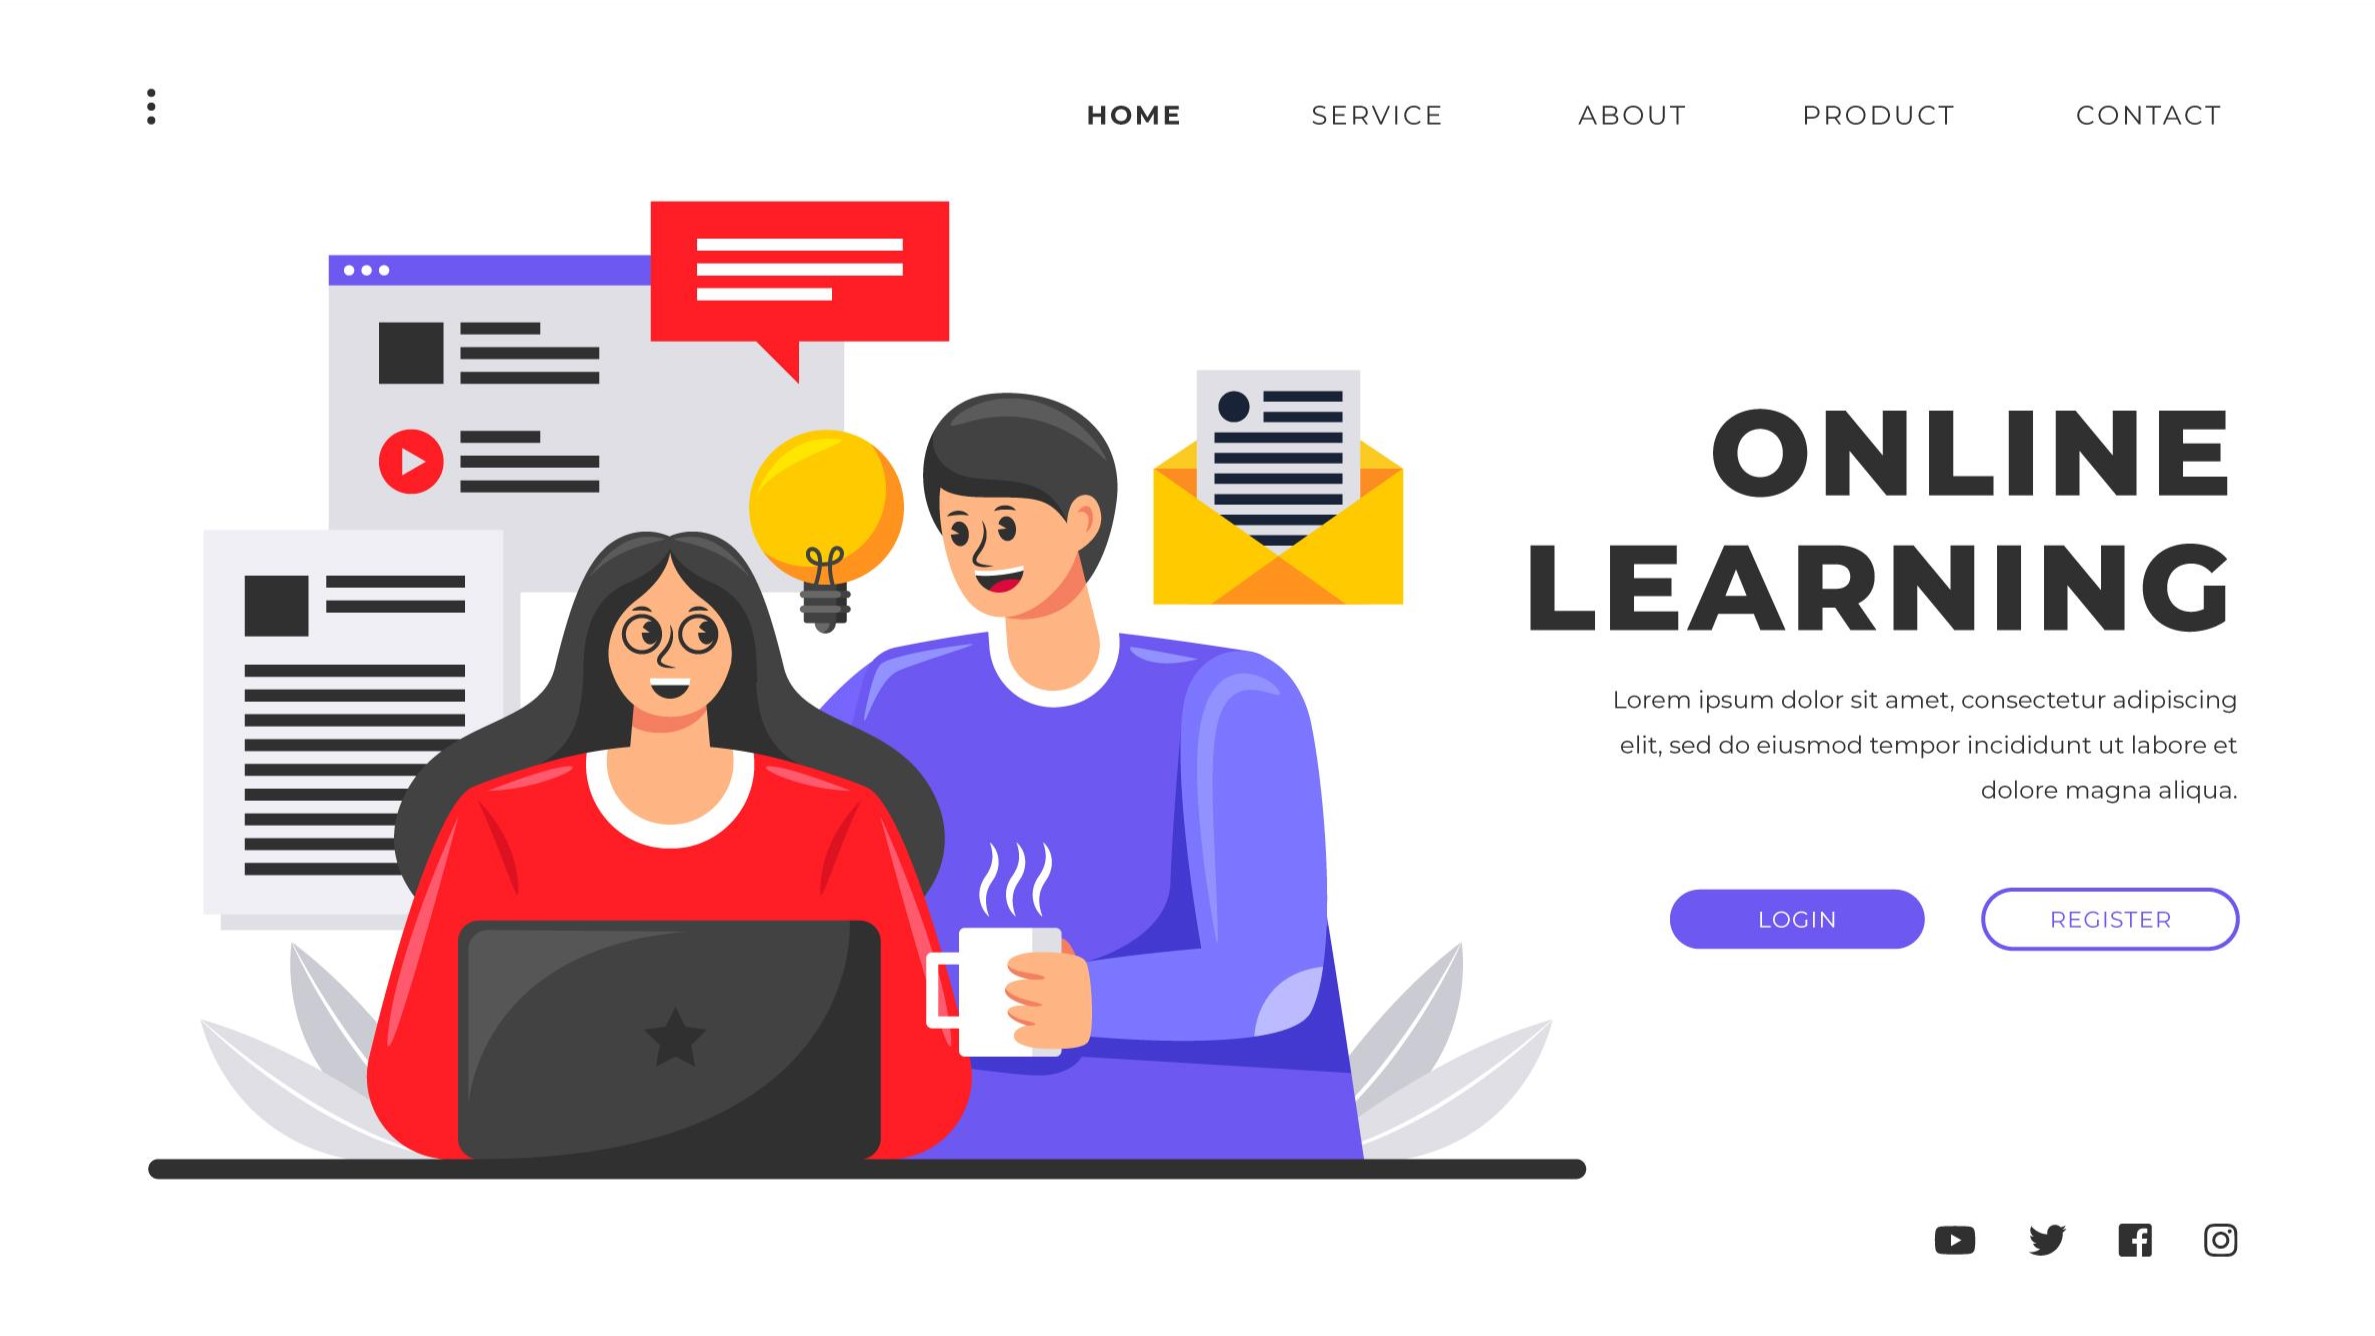 HOME SERVICE ABOUT PRODUCT CONTACT
ONLINE
LEARNING
Lorem ipsum dolor sit amet, consectetur adipiscing
elit, sed do eiusmod tempor incididunt ut labore et
dolore magna aliqua.
LOGIN REGISTER